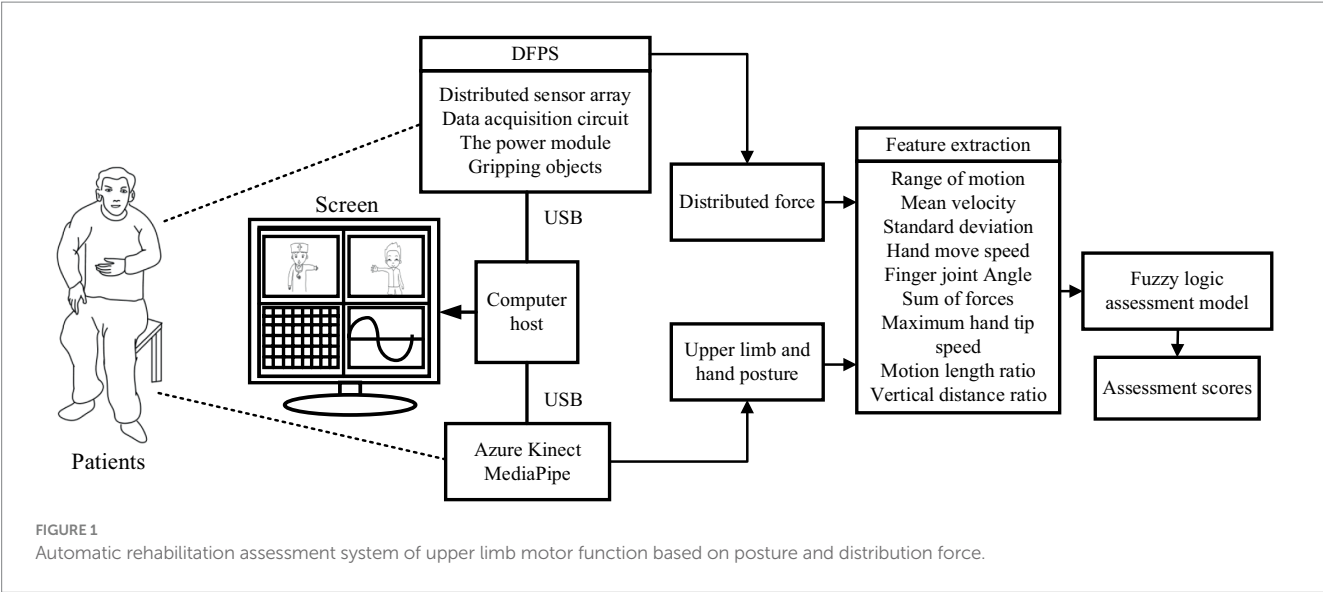 DFPS
Distributed sensor array
Data acquisition circuit
The power module
Gripping objects
Screen
USB
Computer
host
USB
Azure Kinect
MediaPipe
Patients
Distributed force
Upper limb and
hand posture
Feature extraction
Range of motion
Mean velocity
Standard deviation
Hand move speed
Finger joint Angle
Sum of forces
Maximum hand tip
speed
Motion length ratio
Vertical distance ratio
Fuzzy logic
assessment model
Assessment scores
FIGURE 1
Automatic rehabilitation assessment system of upper limb motor function based on posture and distribution force.